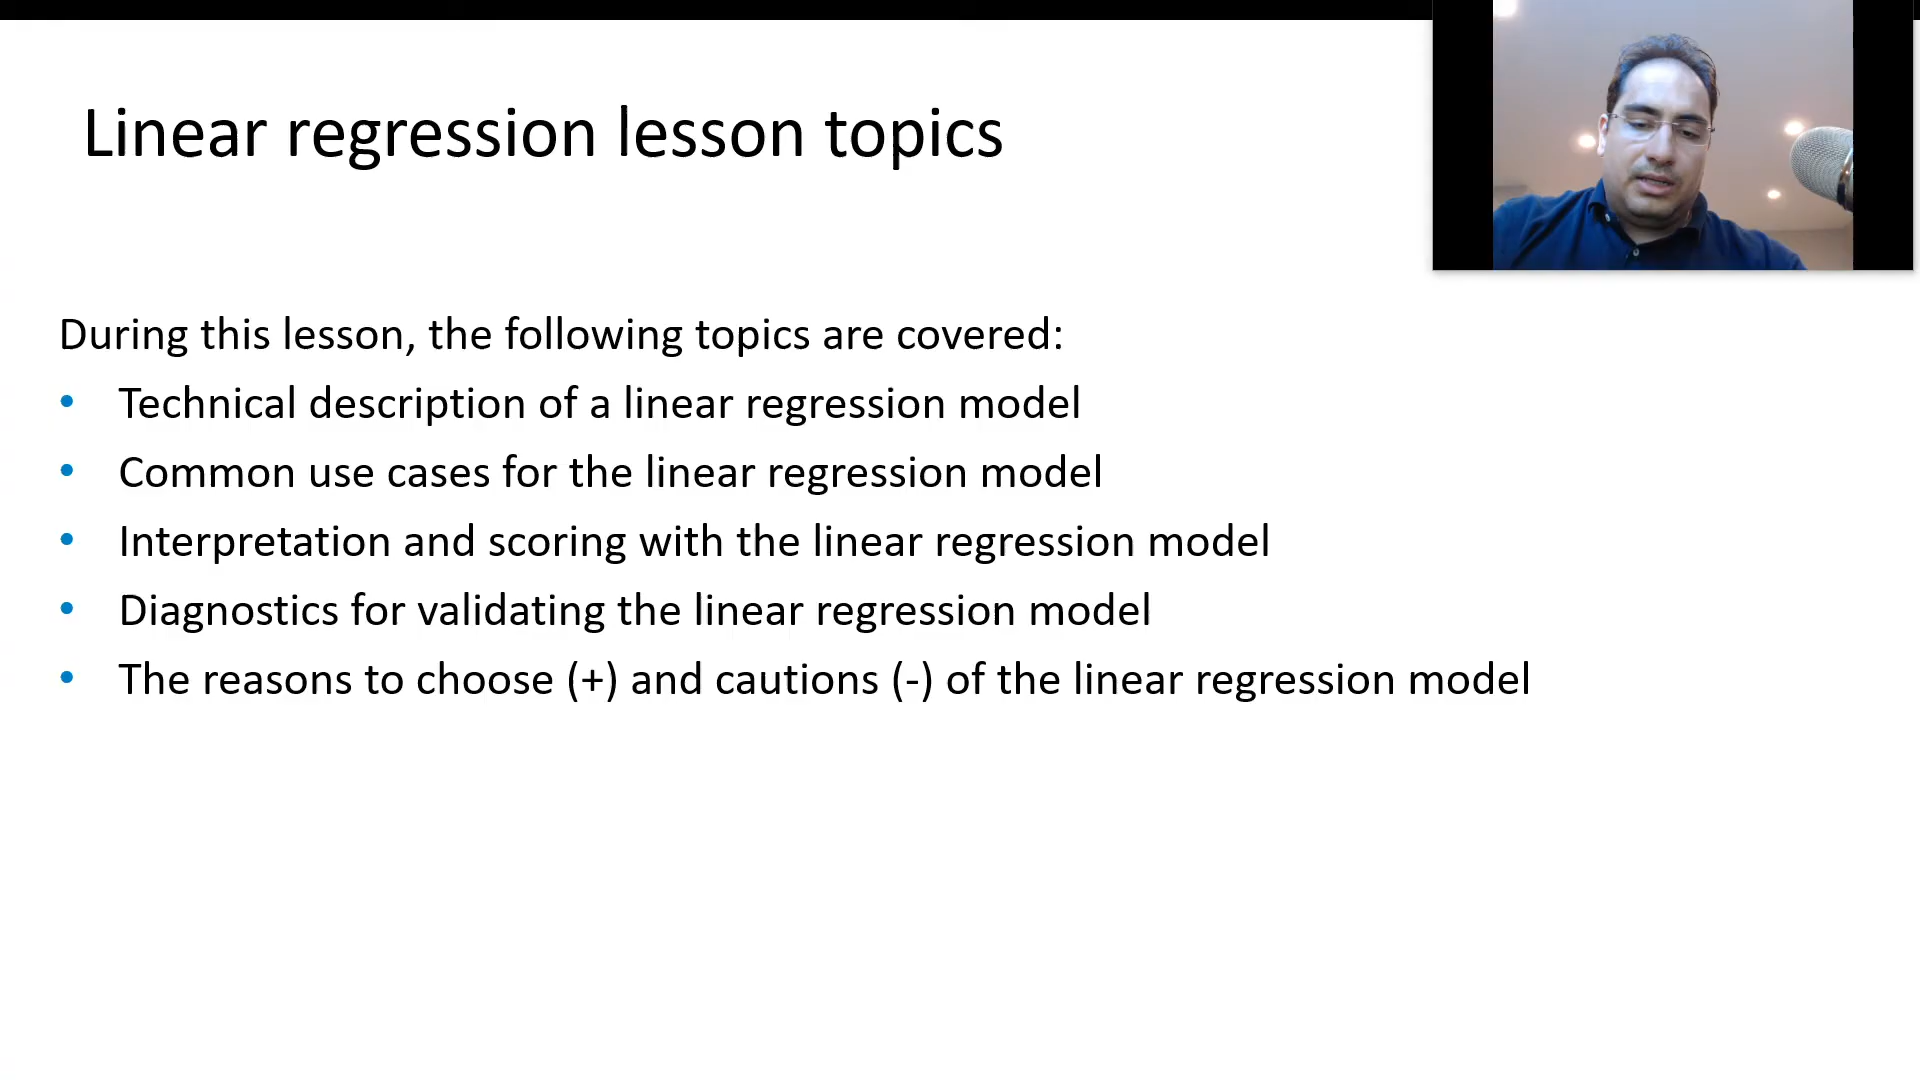 Linear regression lesson topics
During this lesson, the following topics are covered:
• Technical description of a linear regression model
• Common use cases for the linear regression model
• Interpretation and scoring with the linear regression model
• Diagnostics for validating the linear regression model
• The reasons to choose (+) and cautions (-) of the linear regression model